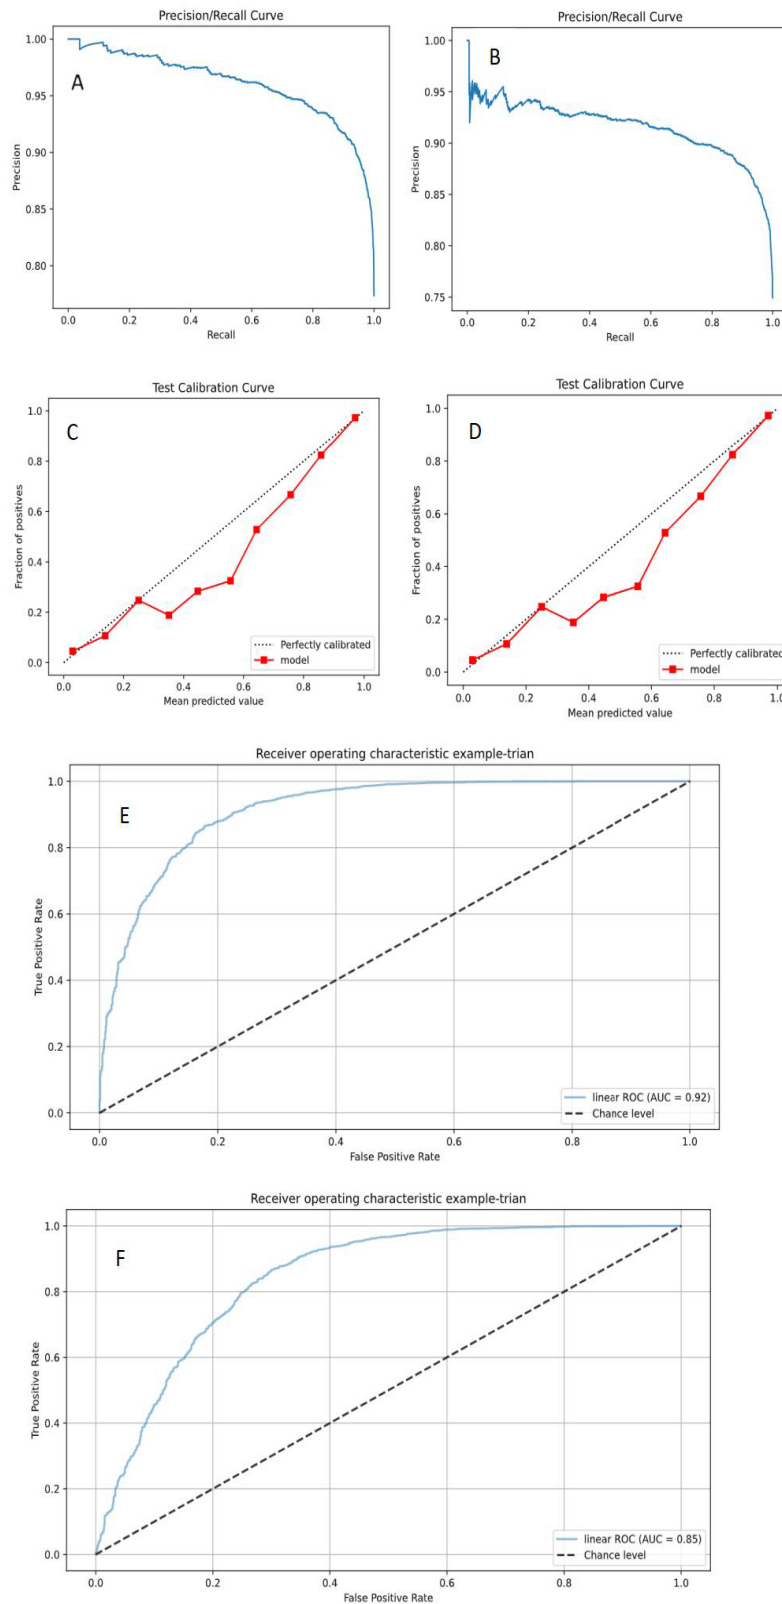 Precision/Recall Curve
A
1.00
0.95
0.90
0.85
0.80
Precision
0.0 0.2 0.4 0.6 0.8 1.0
Recall
Precision/Recall Curve
B
1.00
0.95
0.90
0.85
0.80
0.75
Precision
0.0 0.2 0.4 0.6 0.8 1.0
Recall
Test Calibration Curve
C
1.0
0.8
0.6
0.4
0.2
0.0
Fraction of positives
Perfectly calibrated
model
0.0 0.2 0.4 0.6 0.8 1.0
Mean predicted value
Test Calibration Curve
D
1.0
0.8
0.6
0.4
0.2
0.0
Fraction of positives
Perfectly calibrated
model
0.0 0.2 0.4 0.6 0.8 1.0
Mean predicted value
Receiver operating characteristic example-trian
E
1.0
0.8
0.6
0.4
0.2
0.0
True Positive Rate
linear ROC (AUC = 0.92)
Chance level
0.0 0.2 0.4 0.6 0.8 1.0
False Positive Rate
Receiver operating characteristic example-trian
F
1.0
0.8
0.6
0.4
0.2
0.0
True Positive Rate
linear ROC (AUC = 0.85)
Chance level
0.0 0.2 0.4 0.6 0.8 1.0
False Positive Rate